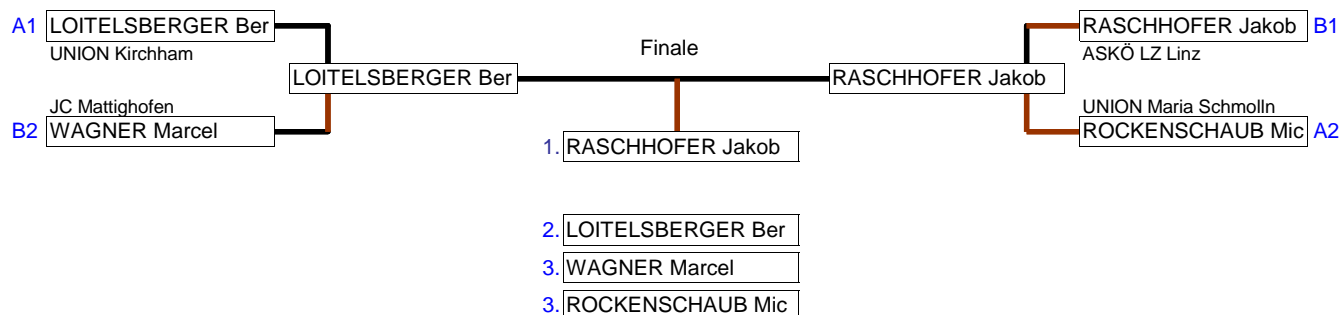 A1 LOITELSBERGER Ber
UNION Kirchham
RASCHHOFER Jakob B1
ASKÖ LZ Linz
Finale
LOITELSBERGER Ber
RASCHHOFER Jakob
JC Mattighofen
B2 WAGNER Marcel
UNION Maria Schmolln
ROCKENSCHAUB Mic A2
1. RASCHHOFER Jakob
2. LOITELSBERGER Ber
3. WAGNER Marcel
3. ROCKENSCHAUB Mic